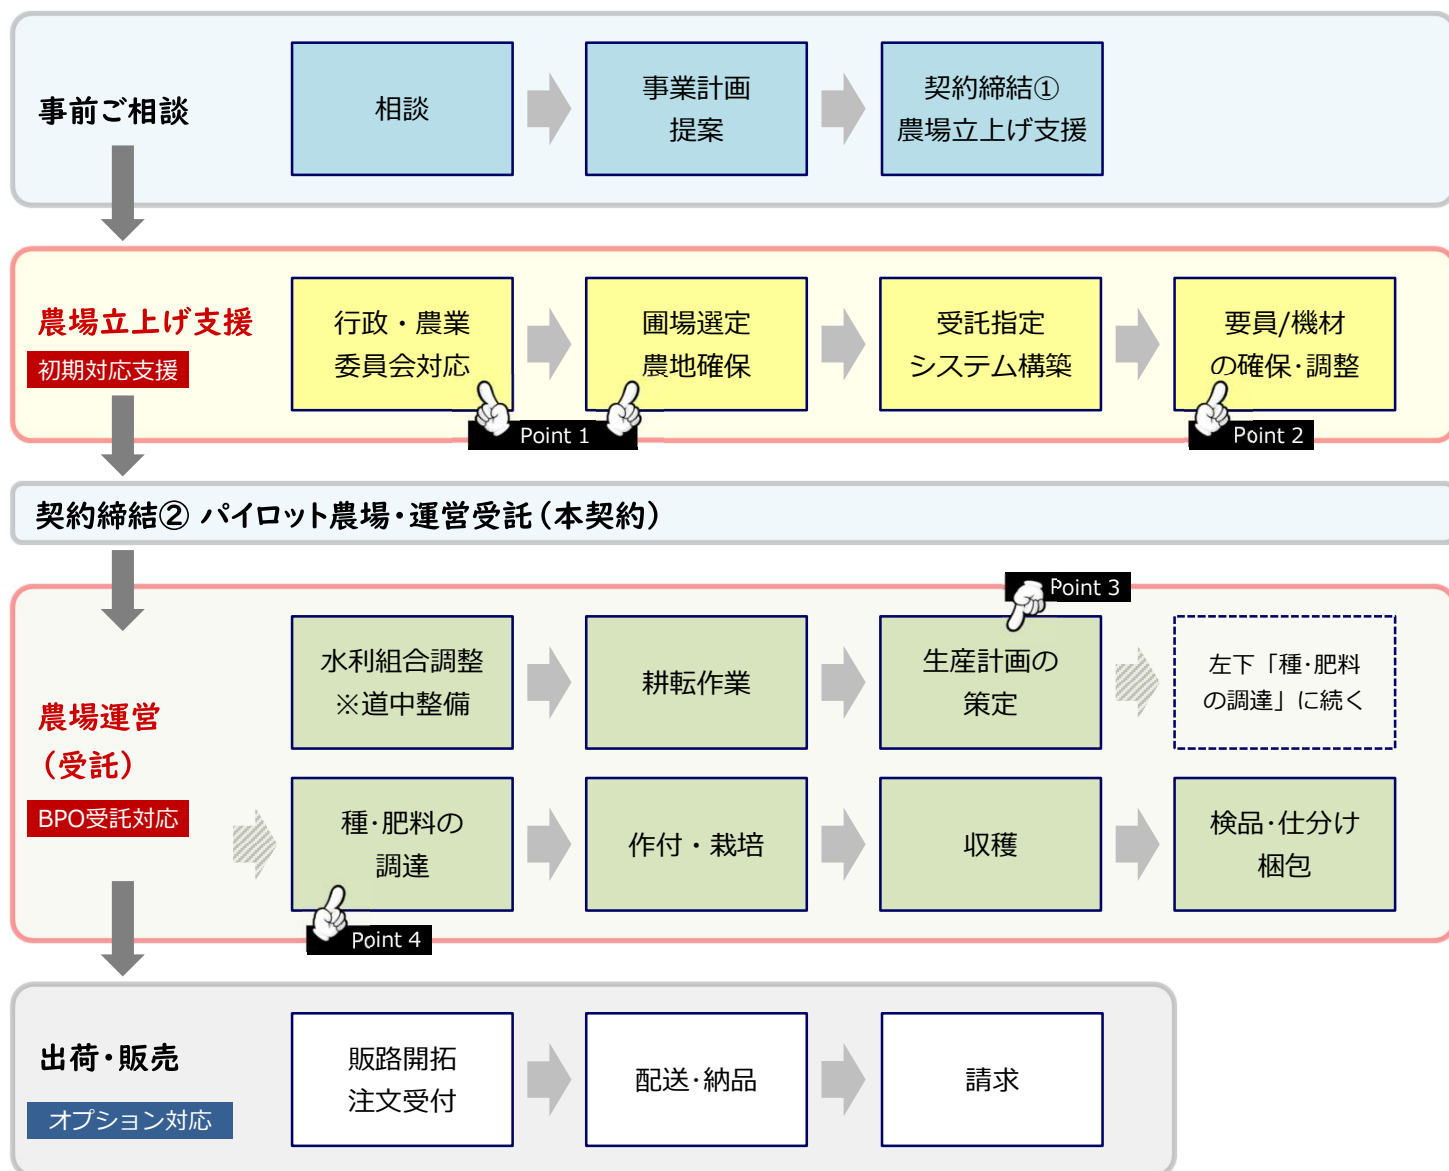 事前ご相談
相談
事業計画
提案
契約締結①
農場立上げ支援
農場立上げ支援
初期対応支援
行政・農業
委員会対応
圃場選定
農地確保
受託指定
システム構築
要員/機材
の確保・調整
Point 1
Point 2
契約締結② パイロット農場・運営受託（本契約）
農場運営
（受託）
BPO受託対応
水利組合調整
※道中整備
耕転作業
Point 3
生産計画の
策定
左下「種・肥料
の調達」に続く
種・肥料の
調達
Point 4
作付・栽培
収穫
検品・仕分け
梱包
出荷・販売
オプション対応
販路開拓
注文受付
配送・納品
請求